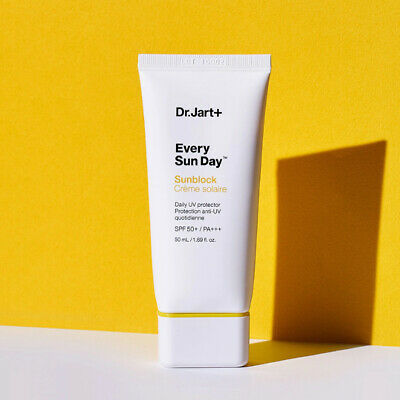 Dr.Jart+
Every
Sun Day™
Sunblock
Crème solaire
Daily UV protector
Protection anti-UV
quotidienne
SPF 50+ / PA+++
50 mL / 1.69 fl. oz.